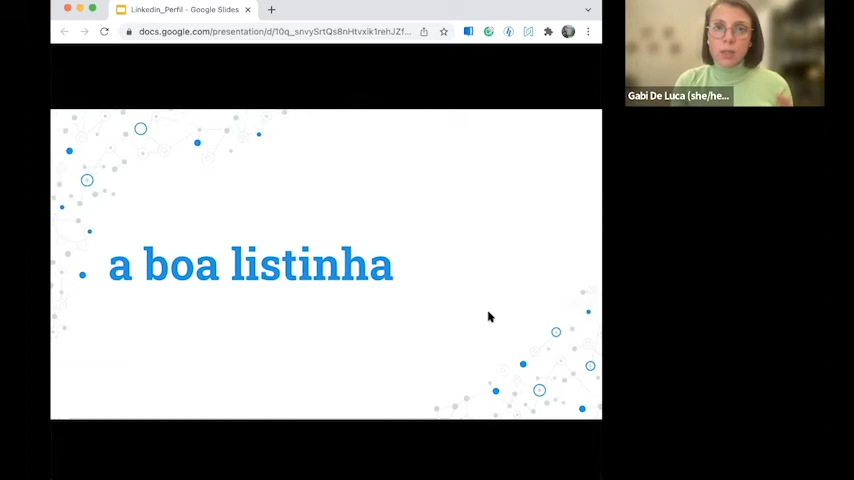 Linkedin_Perfil - Google Slides
docs.google.com/presentation/d/10q_snvySrtQs8nHtvxik1rehJZf...
Gabi De Luca (she/he...
a boa listinha